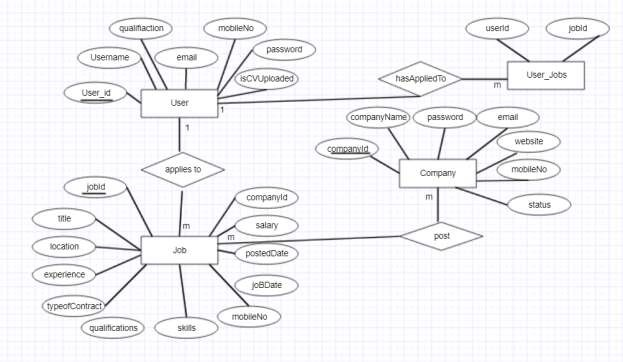 qualifiaction
mobileNo
userId
jobId
Username
email
password
User_id
isCVUploaded
hasAppliedTo
User_Jobs
User
1
m
1
companyName
password
email
website
companyId
mobileNo
applies to
Company
status
jobId
m
companyId
title
m
salary
m
post
location
Job
postedDate
experience
joBDate
typeofContract
mobileNo
qualifications
skills